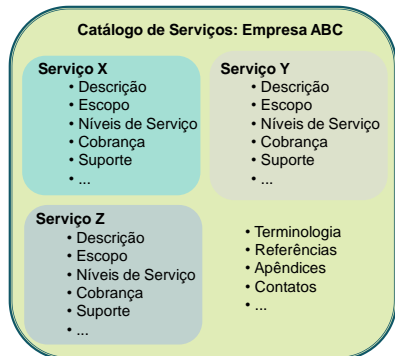 Catálogo de Serviços: Empresa ABC
Serviço X
• Descrição
• Escopo
• Níveis de Serviço
• Cobrança
• Suporte
• ...
Serviço Y
• Descrição
• Escopo
• Níveis de Serviço
• Cobrança
• Suporte
• ...
Serviço Z
• Descrição
• Escopo
• Níveis de Serviço
• Cobrança
• Suporte
• ...
• Terminologia
• Referências
• Apêndices
• Contatos
• ...